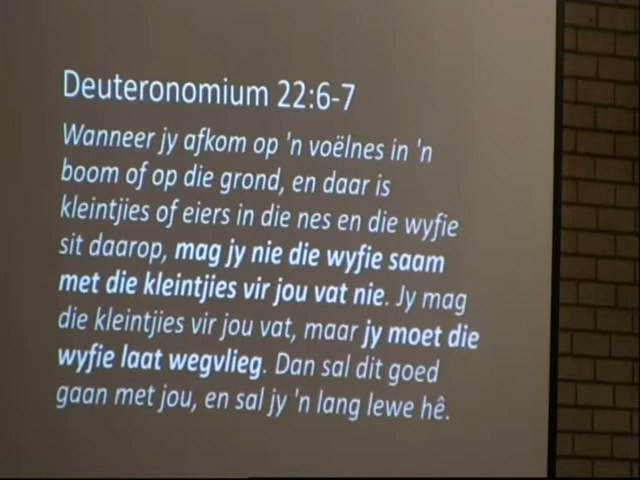 Deuteronomium 22:6-7
Wanneer jy afkom op 'n voëlnes in 'n
boom of op die grond, en daar is
kleintjies of eiers in die nes en die wyfie
sit daarop, mag jy nie die wyfie saam
met die kleintjies vir jou vat nie. Jy mag
die kleintjies vir jou vat, maar jy moet die
wyfie laat wegvlieg. Dan sal dit goed
gaan met jou, en sal jy 'n lang lewe hê.